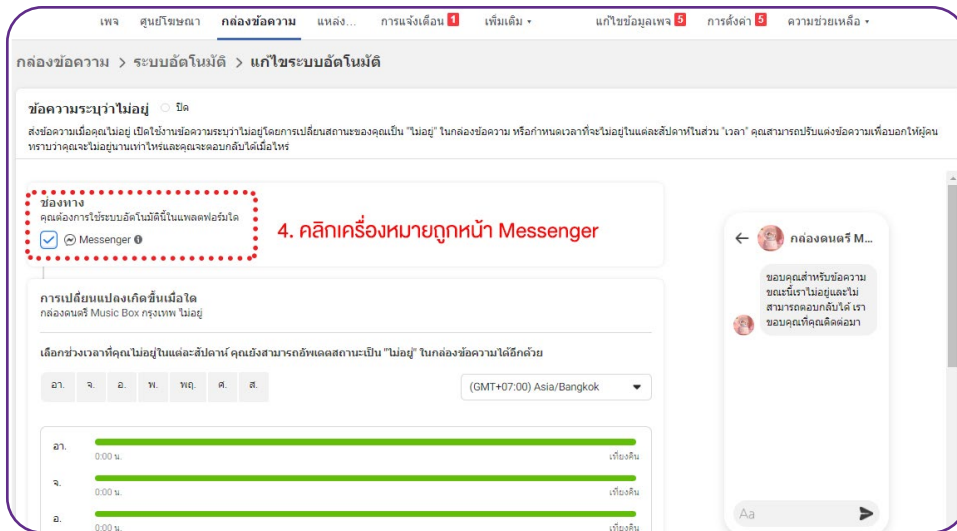 เพจ ศูนย์โฆษณา กล่องข้อความ แหล่ง... การแจ้งเตือน 1 เพิ่มเติม แก้ไขข้อมูลเพจ 5 การตั้งค่า 5 ความช่วยเหลือ
กล่องข้อความ > ระบบอัตโนมัติ > แก้ไขระบบอัตโนมัติ
ข้อความระบุว่าไม่อยู่ ปิด
ส่งข้อความเมื่อคุณไม่อยู่ เปิดใช้งานข้อความระบุว่าไม่อยู่โดยการเปลี่ยนสถานะของคุณเป็น "ไม่อยู่" ในกล่องข้อความ หรือกำหนดเวลาที่จะไม่อยู่ในแต่ละสัปดาห์ในส่วน "เวลา" คุณสามารถปรับแต่งข้อความเพื่อบอกให้ผู้คน
ทราบว่าคุณจะไม่อยู่นานเท่าไหร่และคุณจะตอบกลับได้เมื่อไหร่
ช่องทาง
คุณต้องการใช้ระบบอัตโนมัตินี้ในแพลตฟอร์มใด
Messenger
4. คลิกเครื่องหมายถูกหน้า Messenger
การเปลี่ยนแปลงเกิดขึ้นเมื่อใด
กล่องดนตรี Music Box กรุงเทพ ไม่อยู่
เลือกช่วงเวลาที่คุณไม่อยู่ในแต่ละสัปดาห์ คุณยังสามารถอัพเดตสถานะเป็น "ไม่อยู่" ในกล่องข้อความได้อีกด้วย
อา. จ. อ. พ. พฤ. ศ. ส.
(GMT+07:00) Asia/Bangkok
อา.
0:00 น. เที่ยงคืน
จ.
0:00 น. เที่ยงคืน
อ.
0:00 น. เที่ยงคืน
กล่องดนตรี M...
ขอบคุณสำหรับข้อความ
ขณะนี้เราไม่อยู่และไม่
สามารถตอบกลับได้ เรา
ขอบคุณที่คุณติดต่อมา
Aa